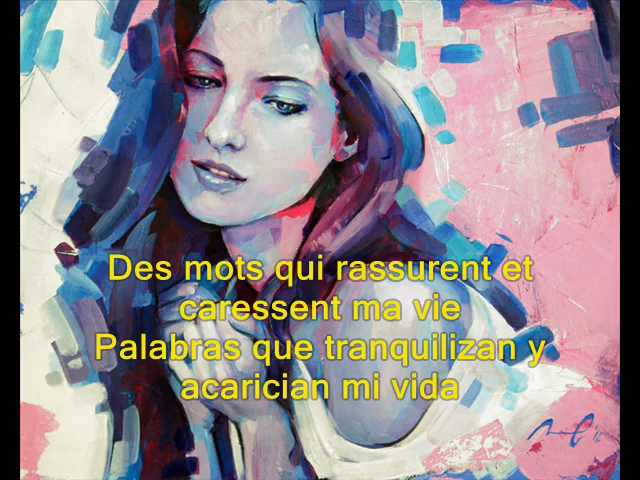 Des mots qui rassurent et
caressent ma vie
Palabras que tranquilizan y
acarician mi vida